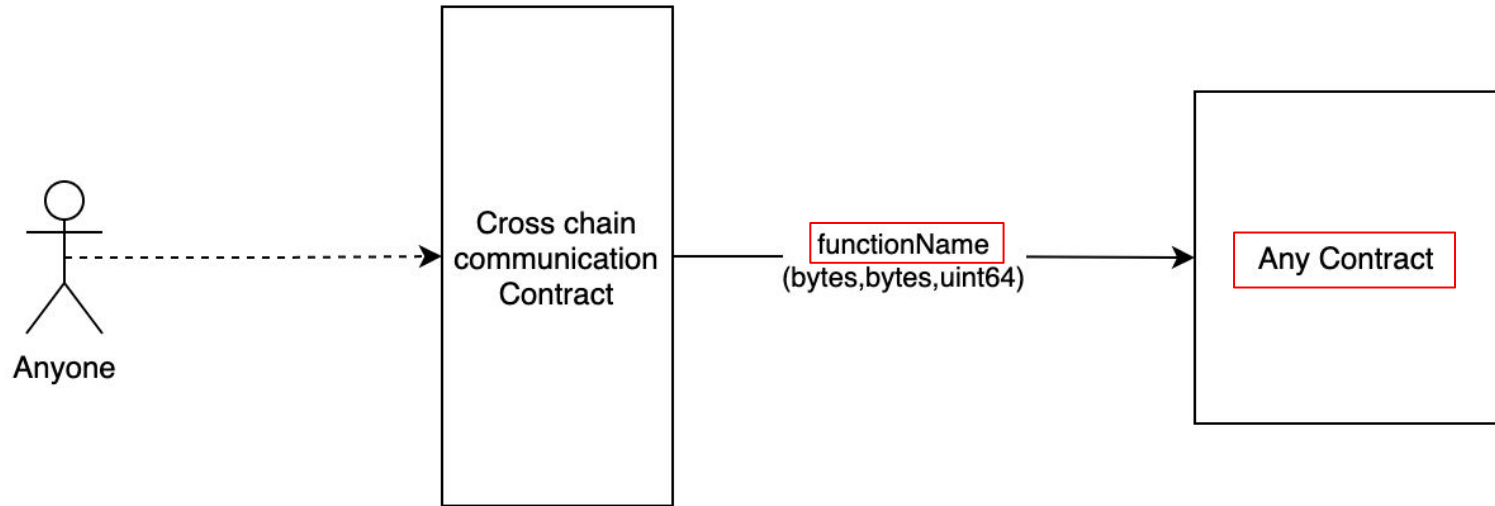 Anyone
Cross chain
communication
Contract
functionName
(bytes,bytes,uint64)
Any Contract